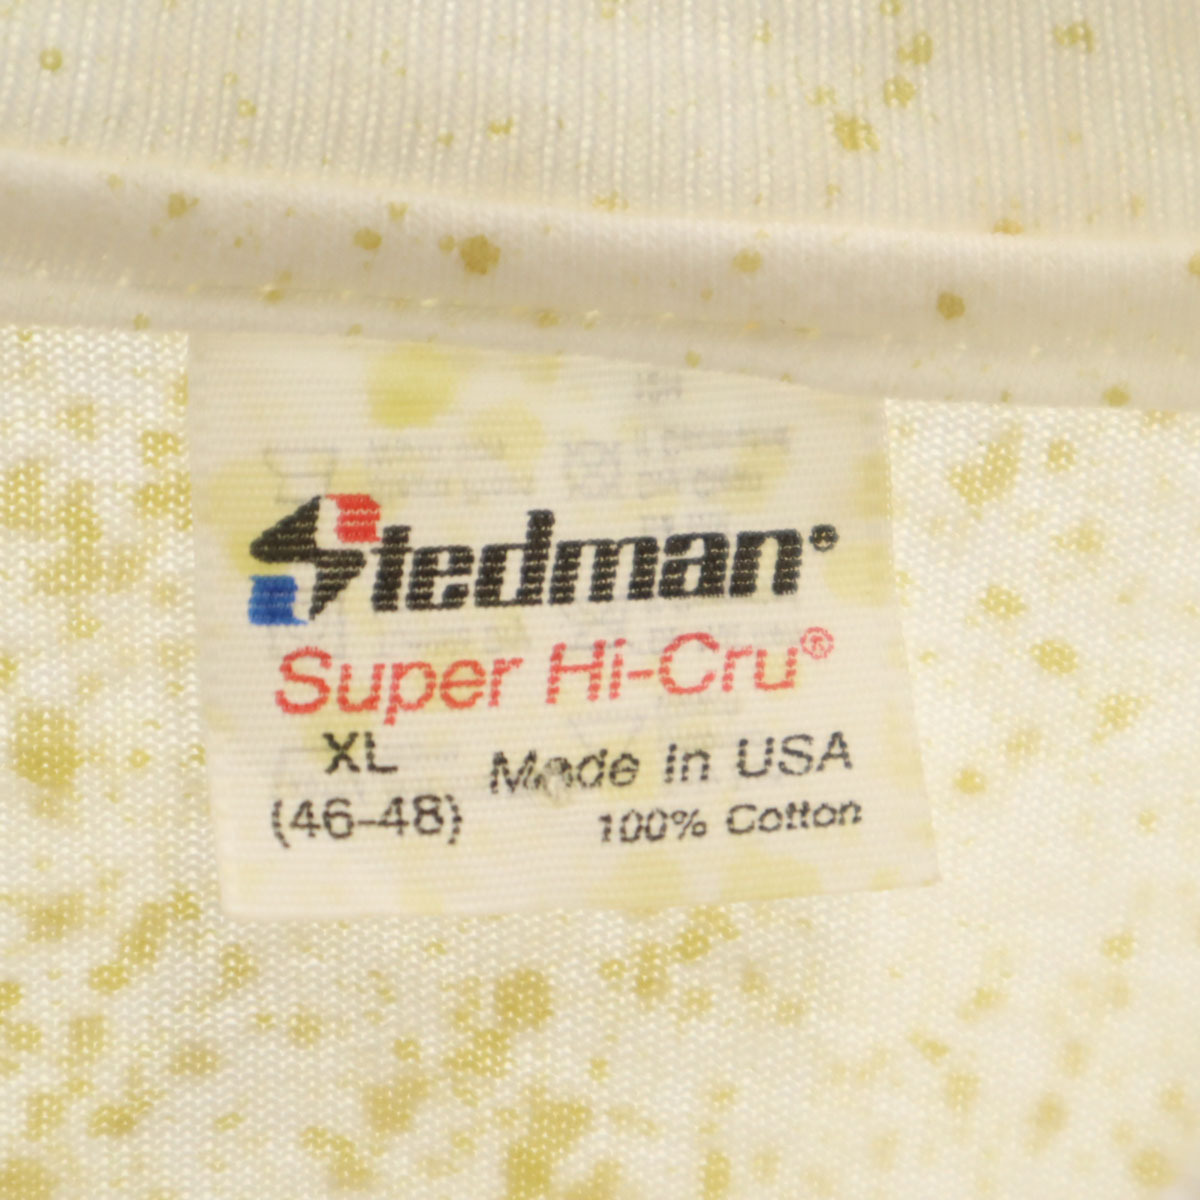 Stedman®
Super Hi-Cru®
XL
(46-48)
Made in USA
100% Cotton